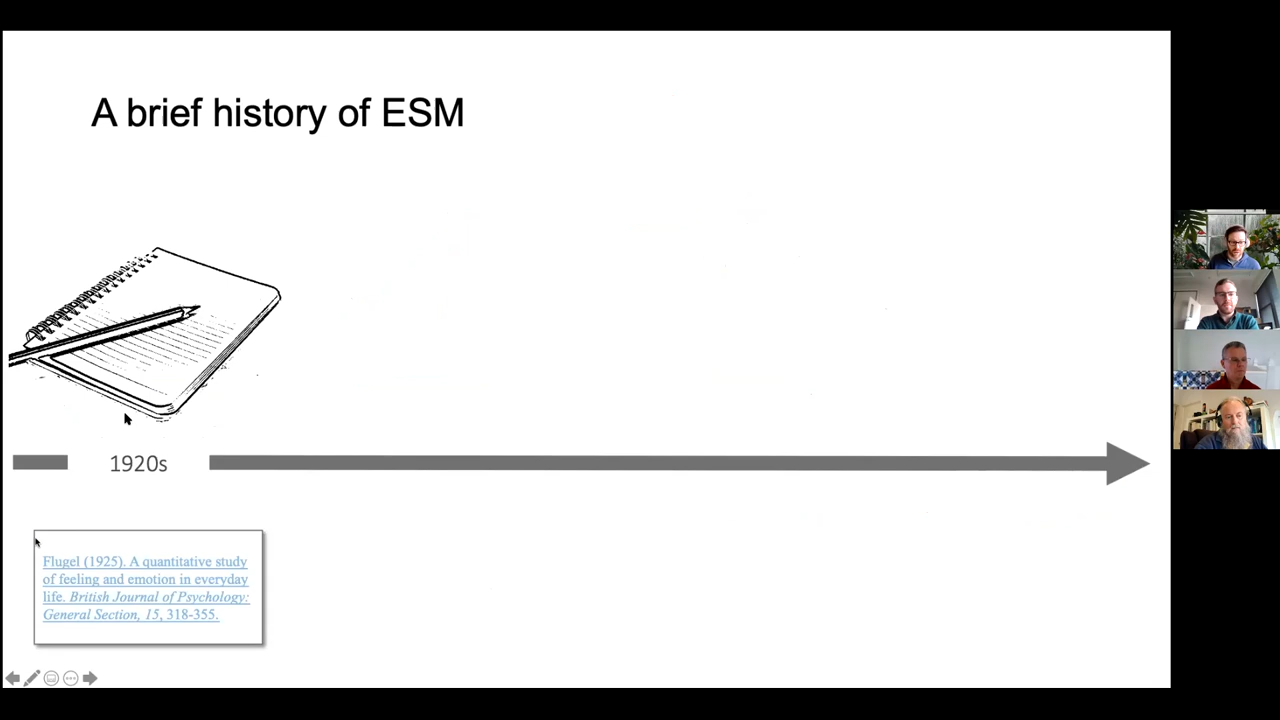 A brief history of ESM
1920s
Flugel (1925). A quantitative study
of feeling and emotion in everyday
life. British Journal of Psychology:
General Section, 15, 318-355.